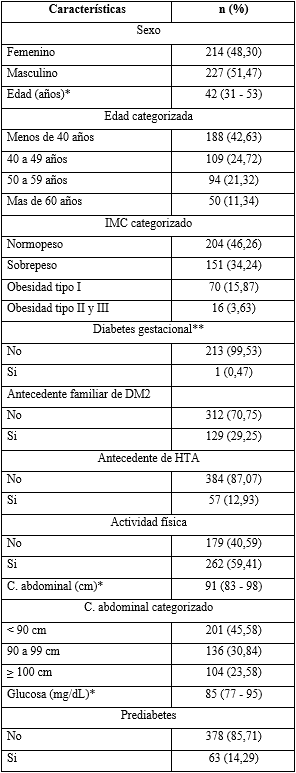 Características n (%)
Sexo
Femenino 214 (48,30)
Masculino 227 (51,47)
Edad (años)* 42 (31 - 53)
Edad categorizada
Menos de 40 años 188 (42,63)
40 a 49 años 109 (24,72)
50 a 59 años 94 (21,32)
Mas de 60 años 50 (11,34)
IMC categorizado
Normopeso 204 (46,26)
Sobrepeso 151 (34,24)
Obesidad tipo I 70 (15,87)
Obesidad tipo II y III 16 (3,63)
Diabetes gestacional**
No 213 (99,53)
Si 1 (0,47)
Antecedente familiar de DM2
No 312 (70,75)
Si 129 (29,25)
Antecedente de HTA
No 384 (87,07)
Si 57 (12,93)
Actividad física
No 179 (40,59)
Si 262 (59,41)
C. abdominal (cm)* 91 (83 - 98)
C. abdominal categorizado
< 90 cm 201 (45,58)
90 a 99 cm 136 (30,84)
≥ 100 cm 104 (23,58)
Glucosa (mg/dL)* 85 (77 - 95)
Prediabetes
No 378 (85,71)
Si 63 (14,29)